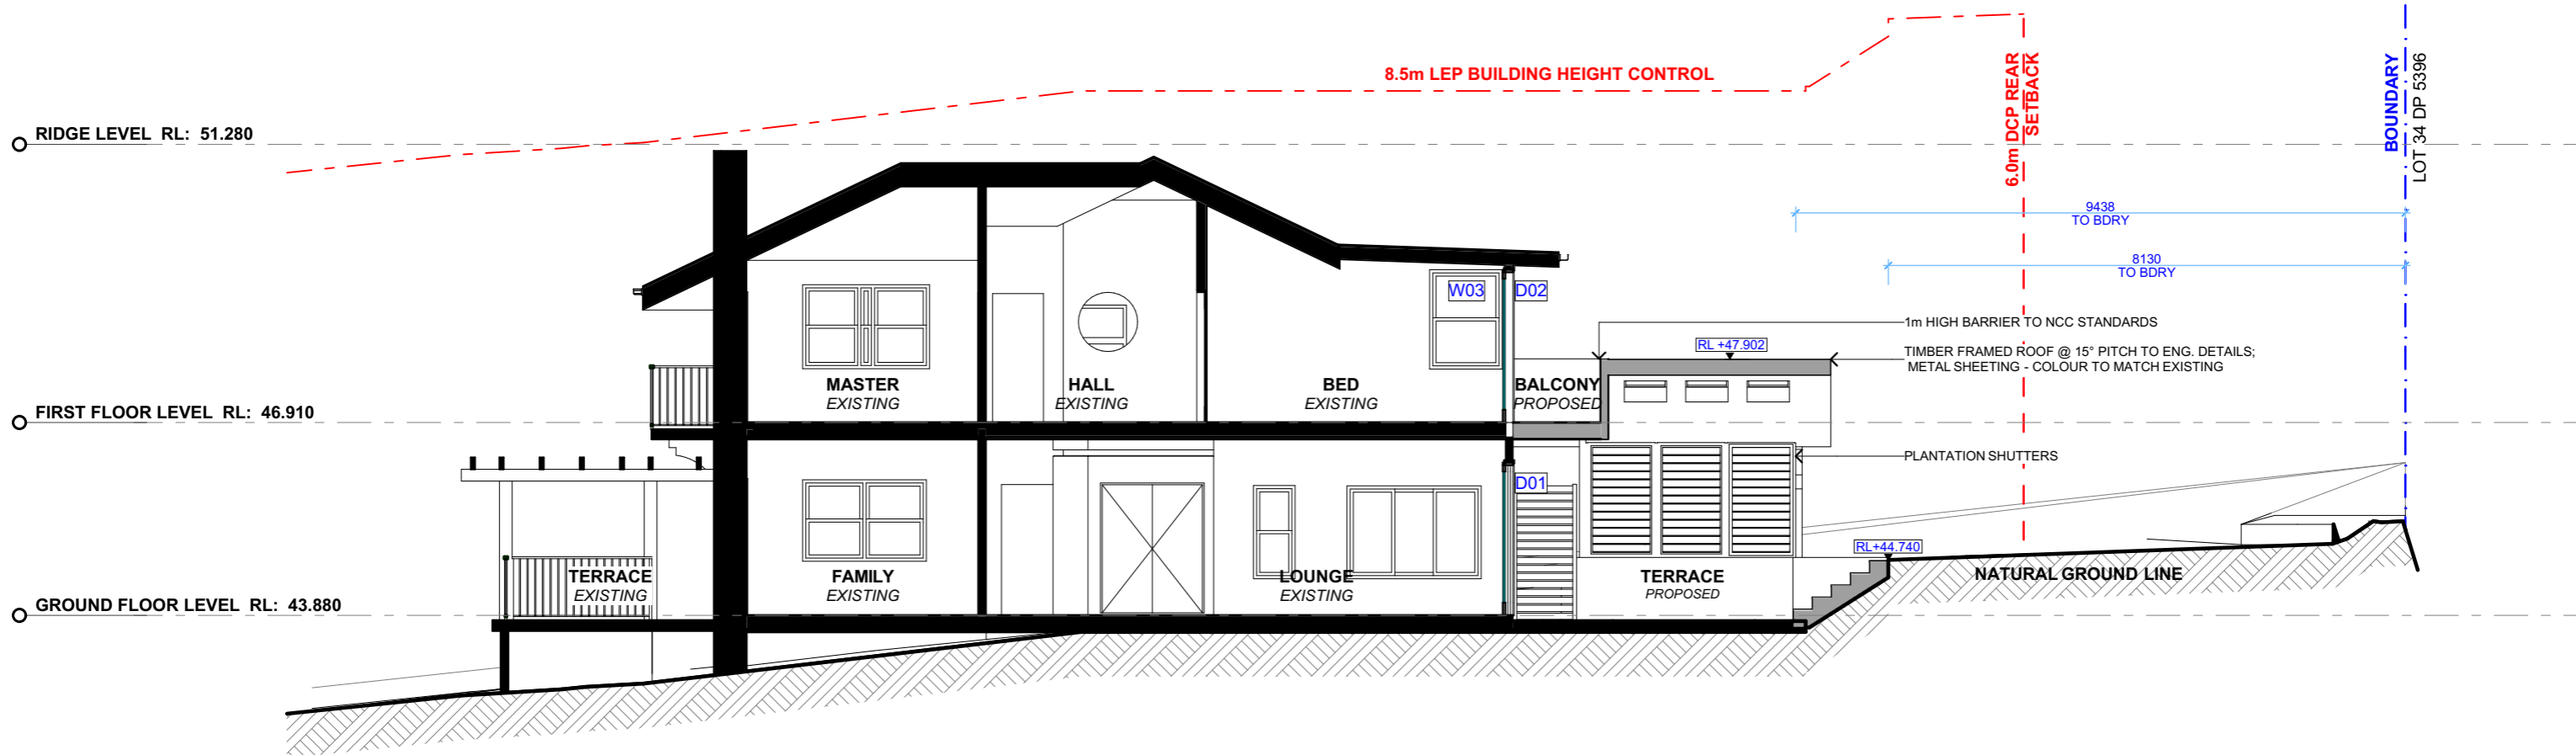 8.5m LEP BUILDING HEIGHT CONTROL
6.0m DCP REAR
SETBACK
BOUNDARY
LOT 34 DP 5396
RIDGE LEVEL RL: 51.280
9438
TO BDRY
8130
TO BDRY
W03
D02
1m HIGH BARRIER TO NCC STANDARDS
RL +47.902
TIMBER FRAMED ROOF @ 15° PITCH TO ENG. DETAILS;
METAL SHEETING - COLOUR TO MATCH EXISTING
MASTER
EXISTING
HALL
EXISTING
BED
EXISTING
BALCONY
PROPOSED
FIRST FLOOR LEVEL RL: 46.910
PLANTATION SHUTTERS
D01
RL+44.740
TERRACE
EXISTING
FAMILY
EXISTING
LOUNGE
EXISTING
TERRACE
PROPOSED
NATURAL GROUND LINE
GROUND FLOOR LEVEL RL: 43.880